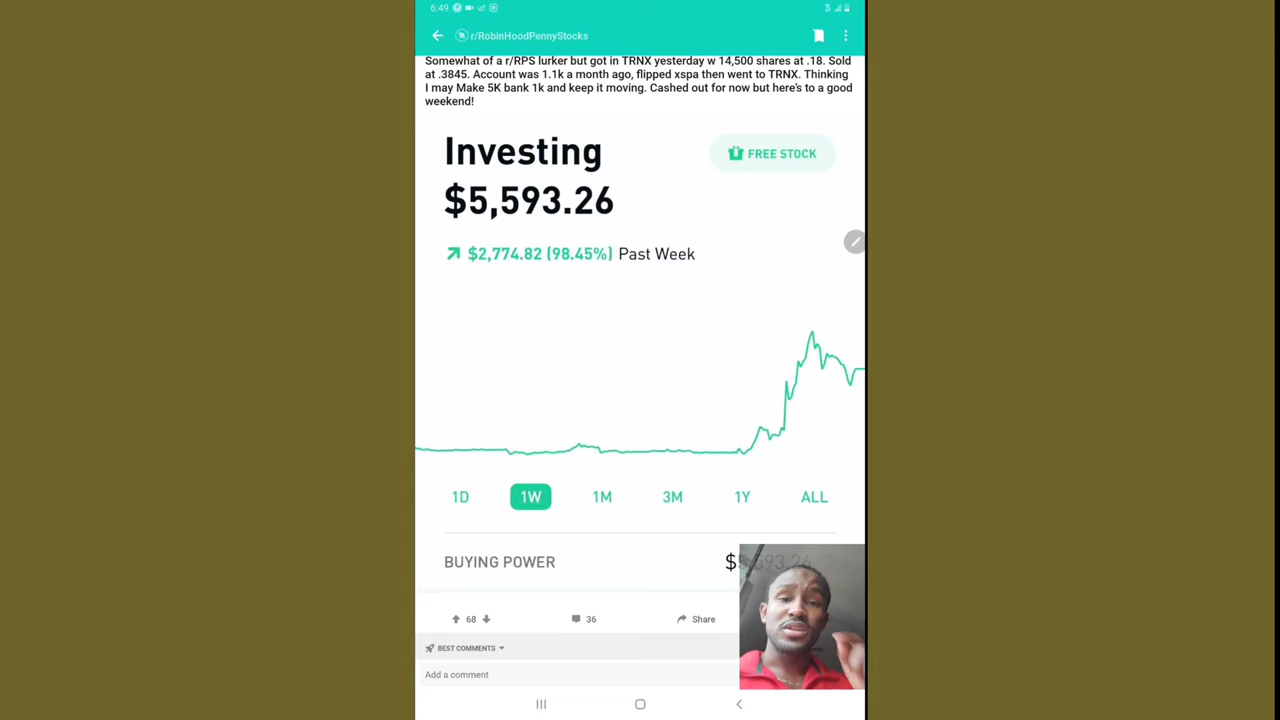 6:49
r/RobinHoodPennyStocks
Somewhat of a r/RPS lurker but got in TRNX yesterday w 14,500 shares at .18. Sold
at .3845. Account was 1.1k a month ago, flipped xspa then went to TRNX. Thinking
I may Make 5K bank 1k and keep it moving. Cashed out for now but here's to a good
weekend!
Investing
FREE STOCK
$5,593.26
$2,774.82 (98.45%) Past Week
1D 1W 1M 3M 1Y ALL
BUYING POWER $5,593.26
68 36 Share
BEST COMMENTS
Add a comment